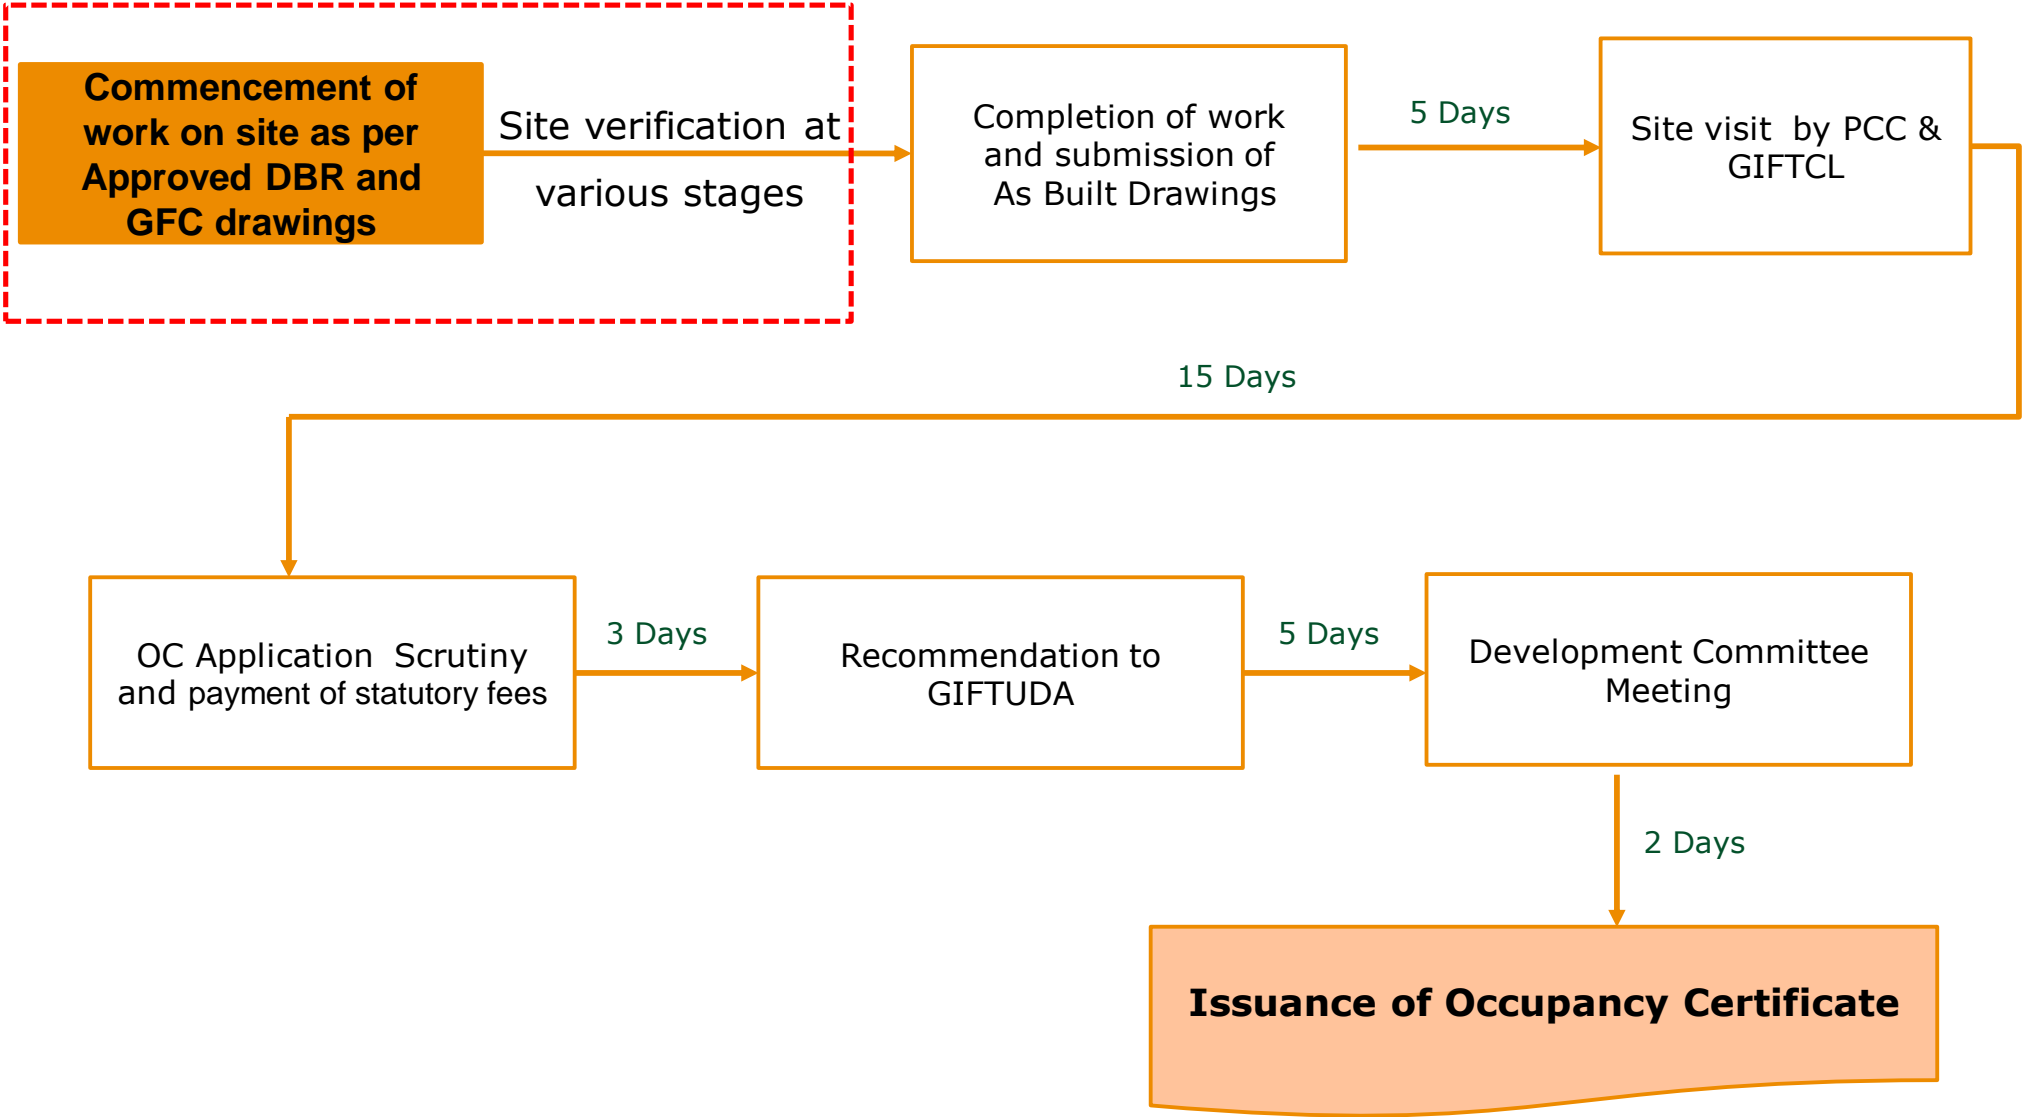 Commencement of
work on site as per
Approved DBR and
GFC drawings
Site verification at
various stages
Completion of work
and submission of
As Built Drawings
5 Days
Site visit by PCC &
GIFTCL
15 Days
OC Application Scrutiny
and payment of statutory fees
3 Days
Recommendation to
GIFTUDA
5 Days
Development Committee
Meeting
2 Days
Issuance of Occupancy Certificate